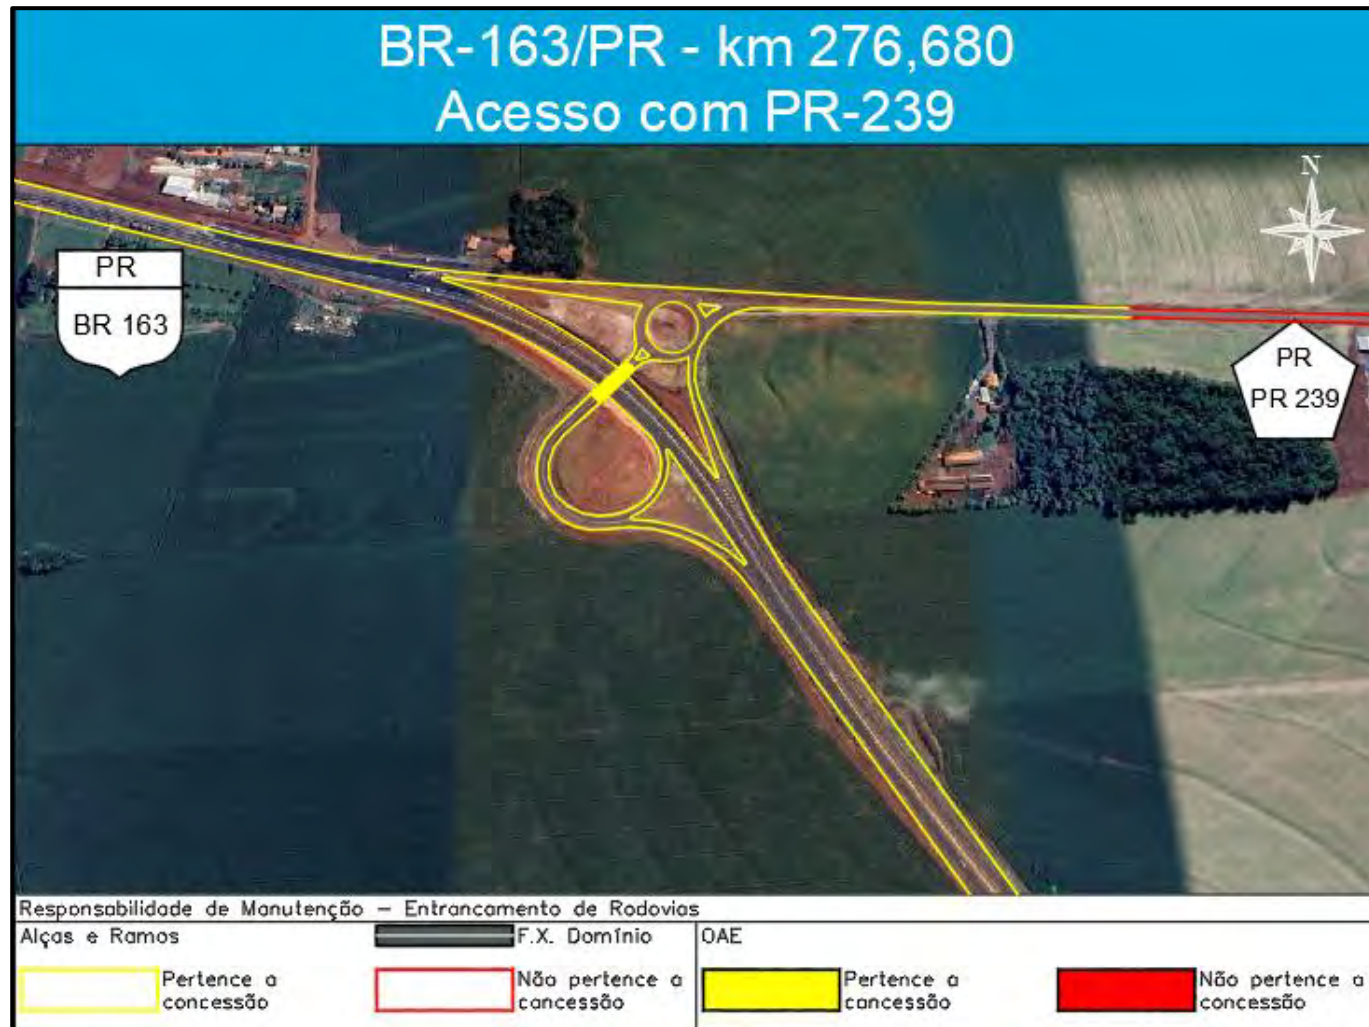 BR-163/PR - km 276,680
Acesso com PR-239
N
PR
BR 163
PR
PR 239
Responsabilidade de Manutenção – Entrancamento de Rodovias
Alças e Ramos
F.X. Domínio
OAE
Pertence a
concessão
Não pertence a
concessão
Pertence a
concessão
Não pertence a
concessão